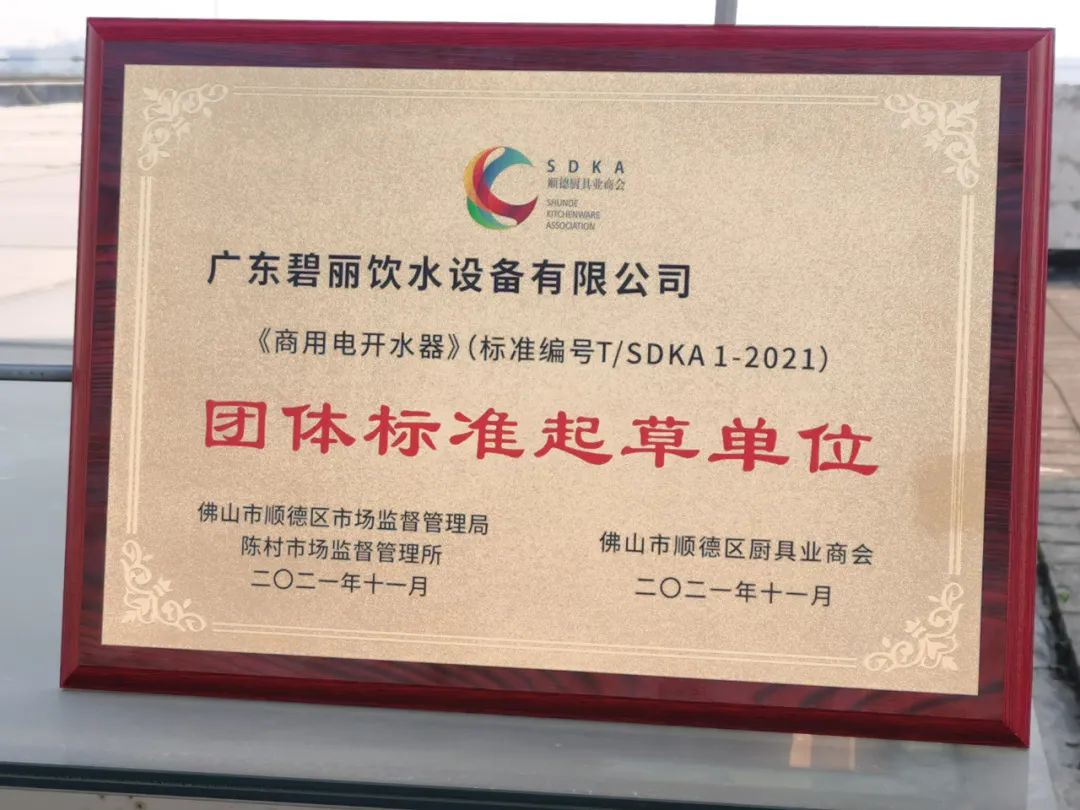 SDKA
顺德厨具业商会
SHUNDE
KITCHENWARE
ASSOCIATION
广东碧丽饮水设备有限公司
《商用电开水器》（标准编号T/SDKA 1-2021）
团体标准起草单位
佛山市顺德区市场监督管理局
陈村市场监督管理所
二〇二一年十一月
佛山市顺德区厨具业商会
二〇二一年十一月